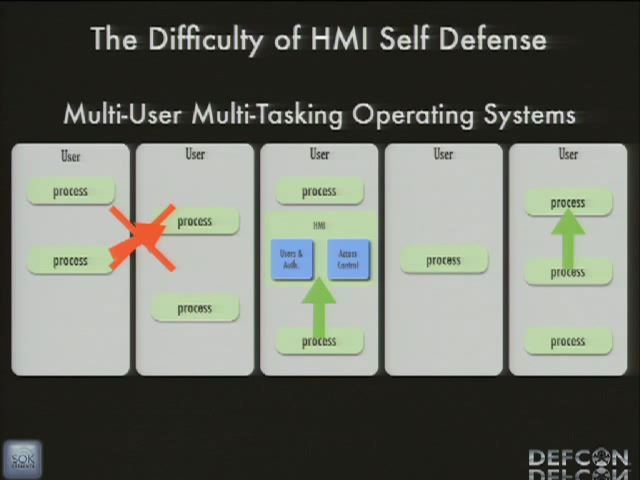 The Difficulty of HMI Self Defense
Multi-User Multi-Tasking Operating Systems
User
process
process
User
process
process
User
process
HMI
Users &
Auth.
Access
Control
process
User
process
User
process
process
process
SOK
DEFCON